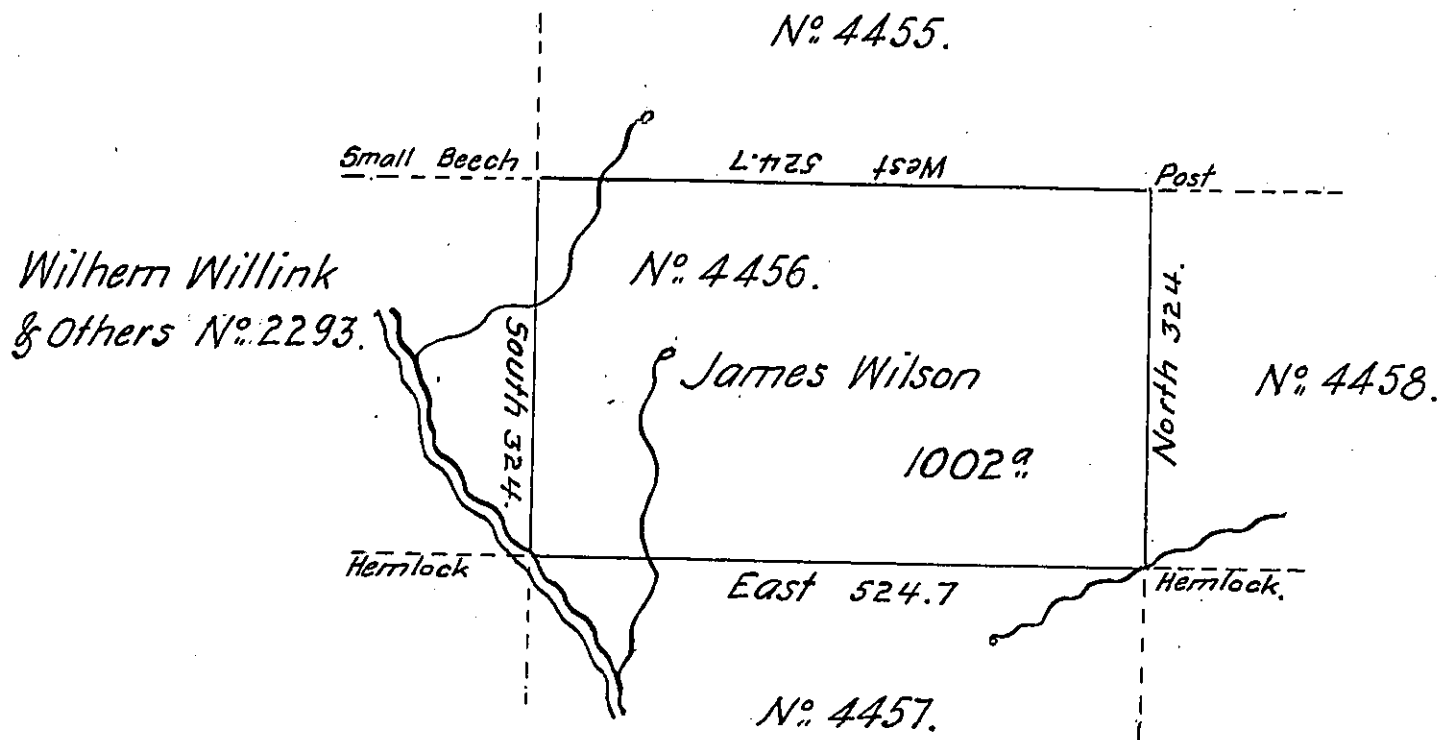 Nº 4455.
Small Beech
West 524.7
Post
Wilhem Willink
& Others Nº 2293.
Nº 4456.
South 324.
James Wilson
North 324.
Nº 4458.
1002ª
Hemlock
East 524.7
Hemlock.
Nº 4457.